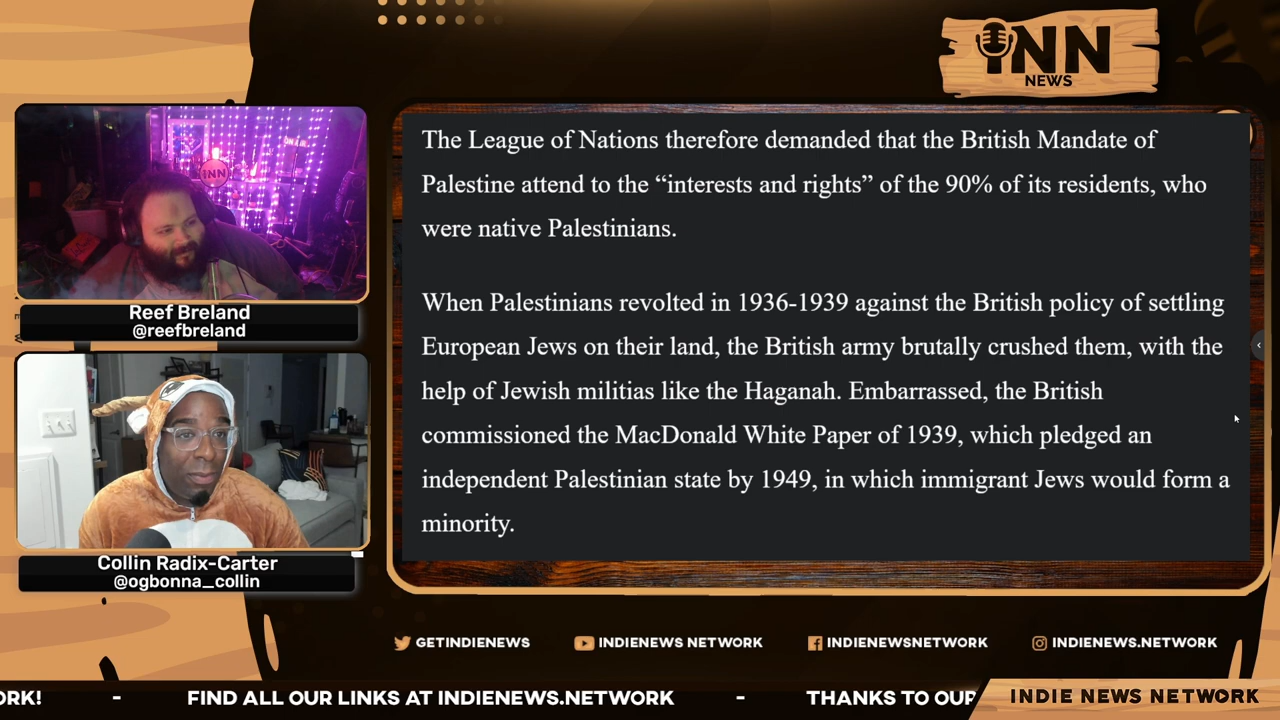 INN
NEWS
The League of Nations therefore demanded that the British Mandate of
Palestine attend to the “interests and rights” of the 90% of its residents, who
were native Palestinians.
When Palestinians revolted in 1936-1939 against the British policy of settling
European Jews on their land, the British army brutally crushed them, with the
help of Jewish militias like the Haganah. Embarrassed, the British
commissioned the MacDonald White Paper of 1939, which pledged an
independent Palestinian state by 1949, in which immigrant Jews would form a
minority.
INN
Reef Breland
@reefbreland
Collin Radix-Carter
@ogbonna_collin
GETINDIENEWS
INDIENEWS NETWORK
INDIENEWSNETWORK
INDIENEWS.NETWORK
ORK! - FIND ALL OUR LINKS AT INDIENEWS.NETWORK - THANKS TO OUR
INDIE NEWS NETWORK